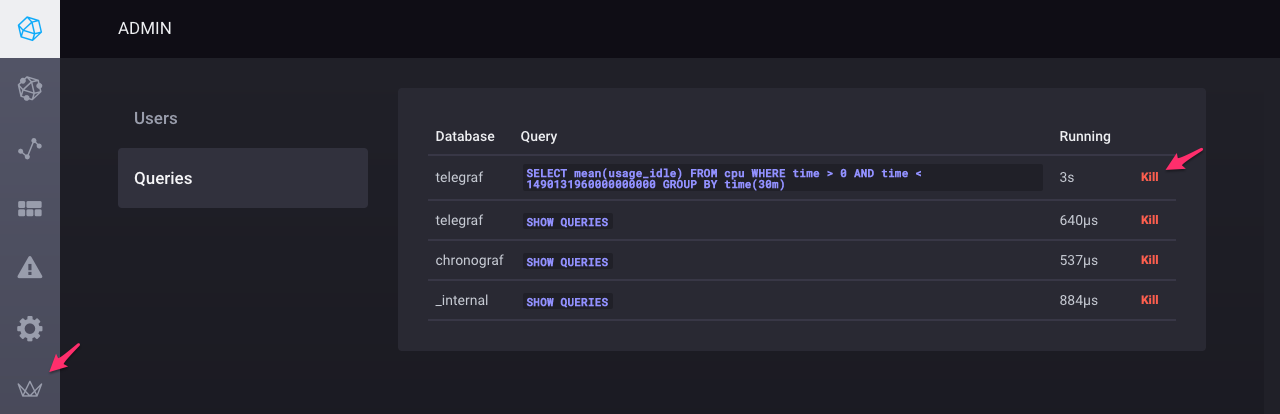 ADMIN
Users
Queries
Database Query Running
telegraf SELECT mean(usage_idle) FROM cpu WHERE time > 0 AND time <
1490131960000000000 GROUP BY time(30m) 3s Kill
telegraf SHOW QUERIES 640µs Kill
chronograf SHOW QUERIES 537µs Kill
_internal SHOW QUERIES 884µs Kill